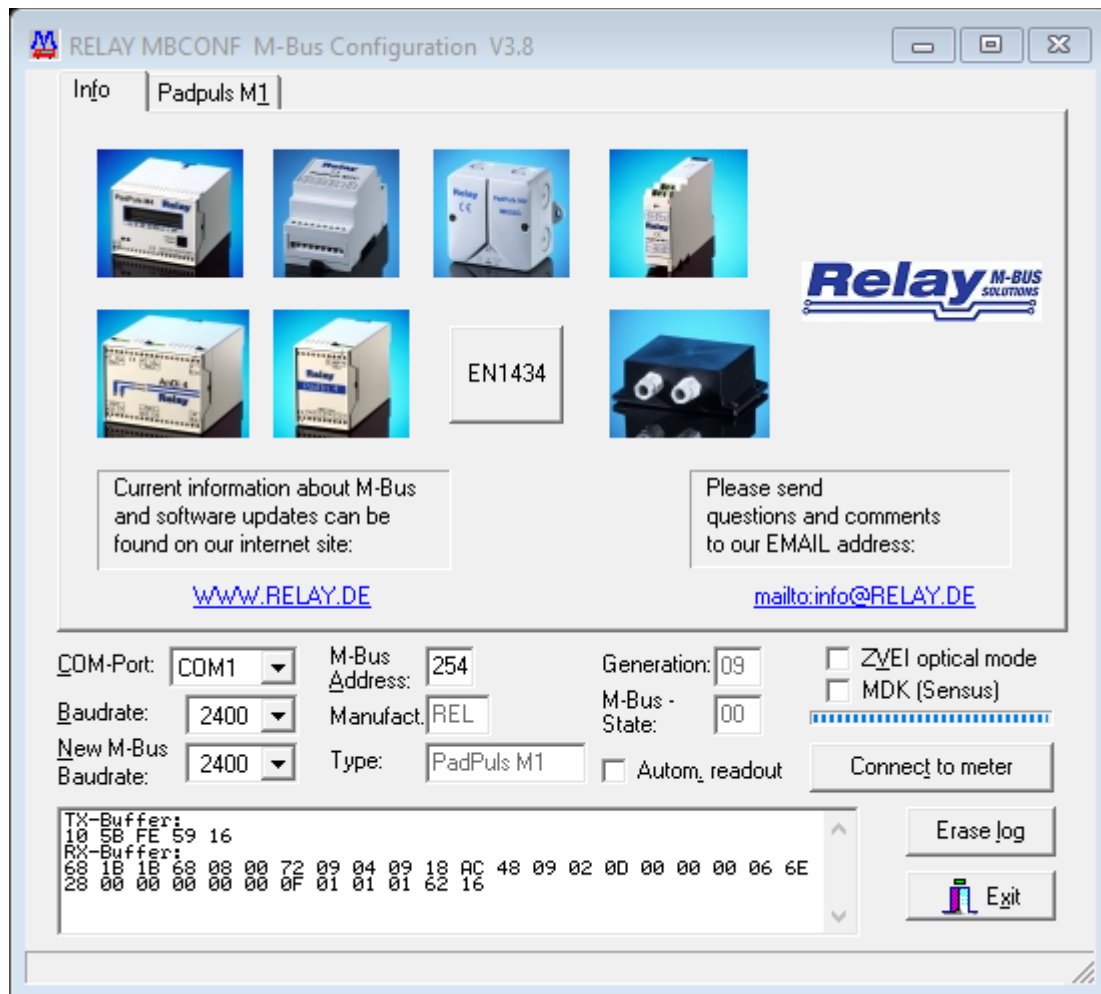 RELAY MBCONF M-Bus Configuration V3.8
Info
Padpuls M1
Relay
Relay
Relay
Relay
Relay M-BUS
SOLUTIONS
Relay
Relay
EN1434
Current information about M-Bus
and software updates can be
found on our internet site:
Please send
questions and comments
to our EMAIL address:
WWW.RELAY.DE
mailto:info@RELAY.DE
COM-Port: COM1
M-Bus
Address: 254
Generation: 09
ZVEI optical mode
MDK (Sensus)
Baudrate: 2400
Manufact. REL
M-Bus -
State: 00
New M-Bus
Baudrate: 2400
Type: PadPuls M1
Autom. readout
Connect to meter
TX-Buffer:
10 5B FE 59 16
RX-Buffer:
68 1B 1B 68 08 00 72 09 04 09 18 AC 48 09 02 0D 00 00 00 06 6E
28 00 00 00 00 00 0F 01 01 01 62 16
Erase log
Exit